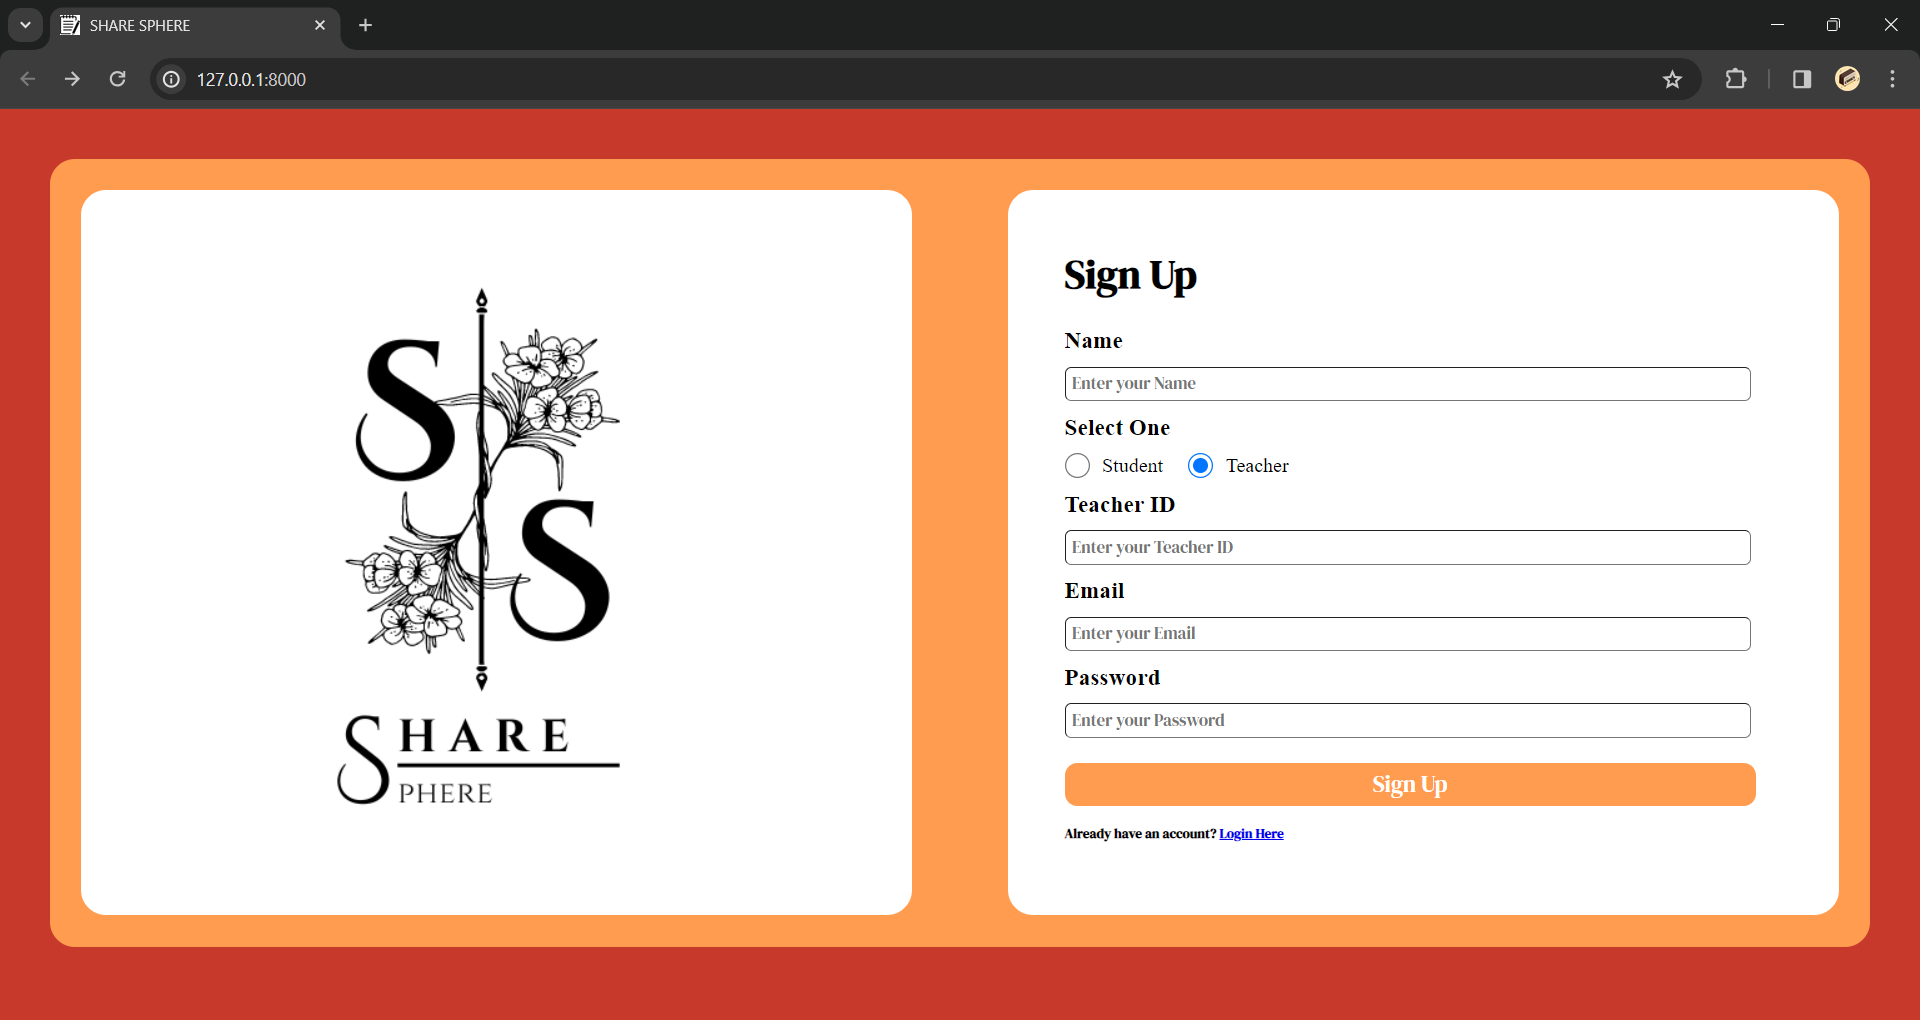 SHARE SPHERE
127.0.0.1:8000
S
S
SHARE
SPHERE
Sign Up
Name
Enter your Name
Select One
Student Teacher
Teacher ID
Enter your Teacher ID
Email
Enter your Email
Password
Enter your Password
Sign Up
Already have an account? Login Here